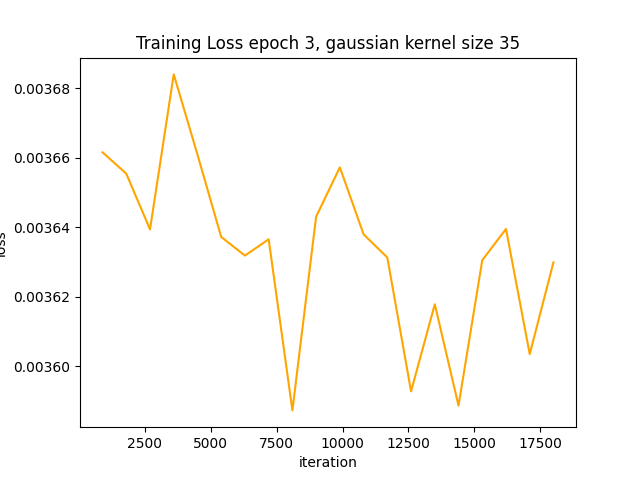 Training Loss epoch 3, gaussian kernel size 35
0.00368
0.00366
0.00364
0.00362
0.00360
loss
2500 5000 7500 10000 12500 15000 17500
iteration